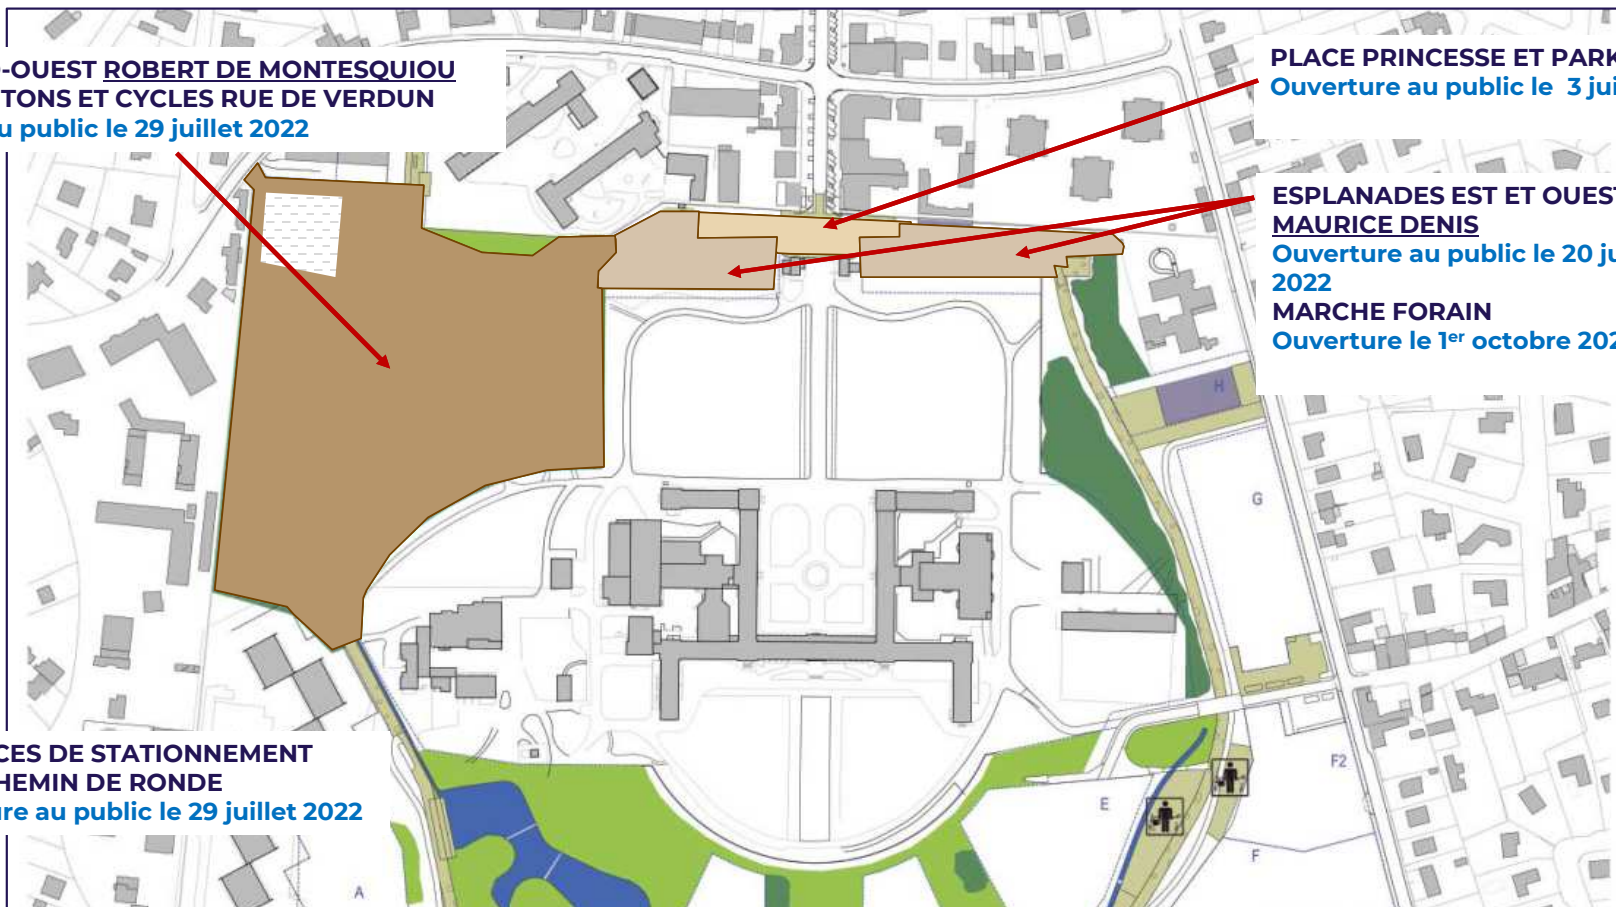 -OUEST ROBERT DE MONTESQUIOU
TONS ET CYCLES RUE DE VERDUN
u public le 29 juillet 2022
PLACE PRINCESSE ET PARK
Ouverture au public le 3 jui
ESPLANADES EST ET OUEST
MAURICE DENIS
Ouverture au public le 20 ju
2022
MARCHE FORAIN
Ouverture le 1er octobre 202
H
G
CES DE STATIONNEMENT
HEMIN DE RONDE
re au public le 29 juillet 2022
F2
E
F
A